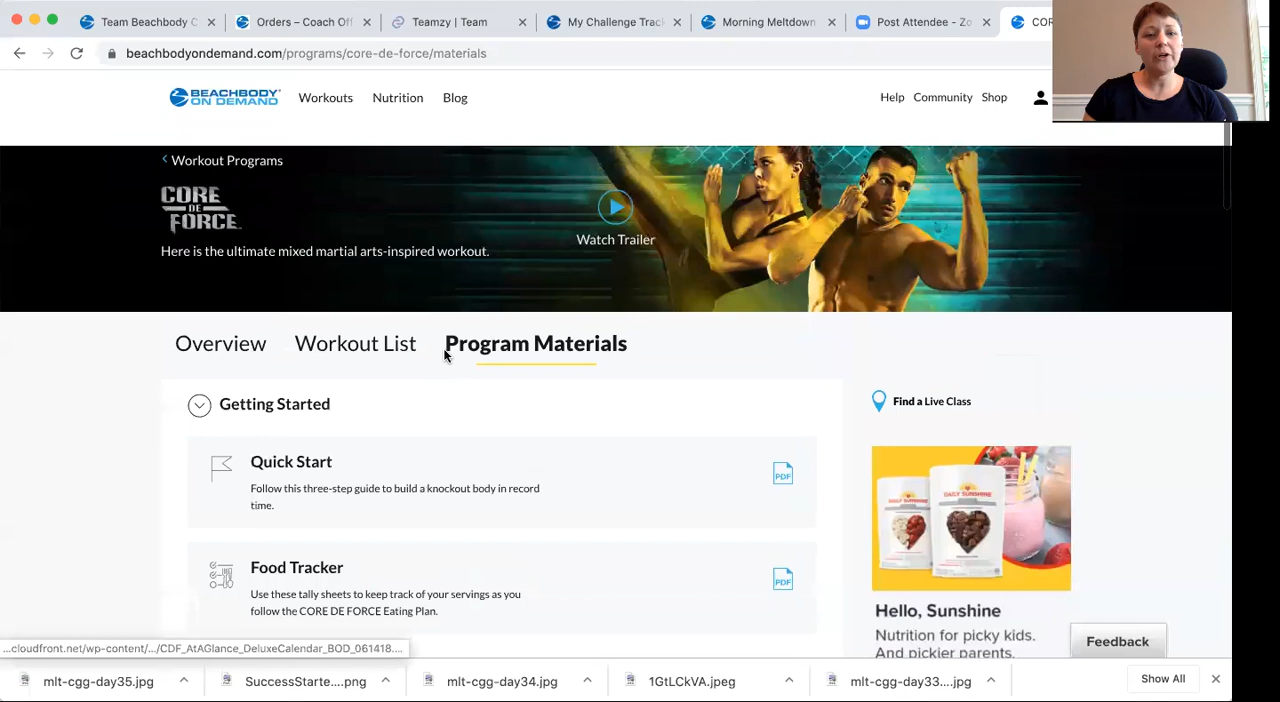 Team Beachbody C
Orders – Coach Off
Teamzy | Team
My Challenge Trac
Morning Meltdown
Post Attendee - Zo
COR
beachbodyondemand.com/programs/core-de-force/materials
BEACHBODY
ON DEMAND
Workouts
Nutrition
Blog
Help
Community
Shop
Workout Programs
CORE
DE
FORCE
Here is the ultimate mixed martial arts-inspired workout.
Watch Trailer
Overview
Workout List
Program Materials
Getting Started
Find a Live Class
Quick Start
Follow this three-step guide to build a knockout body in record
time.
PDF
Food Tracker
Use these tally sheets to keep track of your servings as you
follow the CORE DE FORCE Eating Plan.
PDF
DAILY SUNSHINE
DAILY SUNSHINE
Hello, Sunshine
Nutrition for picky kids.
And pickier parents.
Feedback
...cloudfront.net/wp-content/.../CDF_AtAGlance_DeluxeCalendar_BOD_061418....
mlt-cgg-day35.jpg
SuccessStarte....png
mlt-cgg-day34.jpg
1GtLCkVA.jpeg
mlt-cgg-day33....jpg
Show All